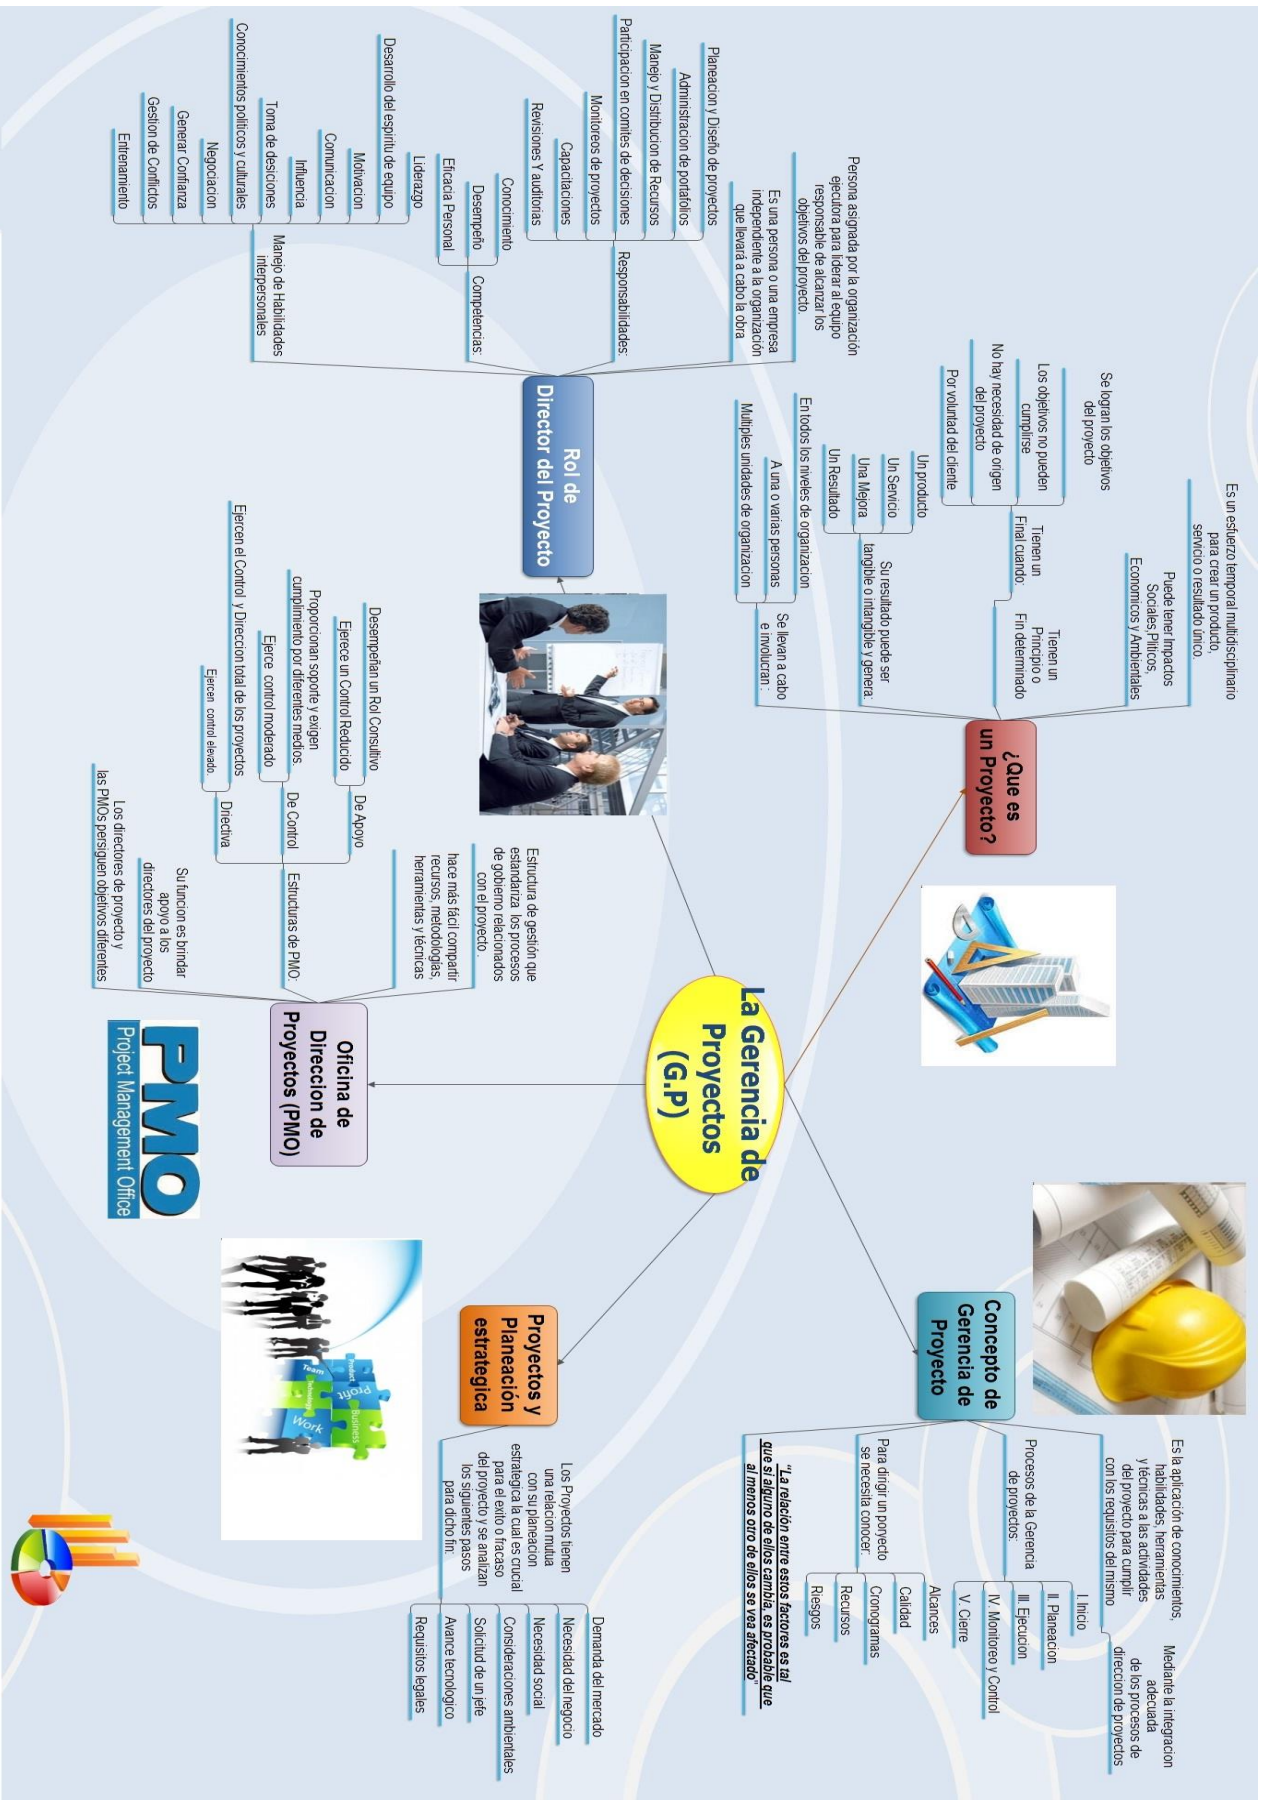 La Gerencia de
Proyectos
(G.P)
¿Que es
un Proyecto?
Es un esfuerzo temporal multidisciplinario
para crear un producto,
servicio o resultado único.
Puede tener Impactos
Sociales,Pliticos,
Economicos y Ambientales
Tienen un
Principio o
Fin determinado
Tienen un
Final cuando:
Se logran los objetivos
del proyecto
Los objetivos no pueden
cumplirse
No hay necesidad de origen
del proyecto
Por voluntad del cliente
Su resultado puede ser
tangible o intangible y genera:
Un producto
Un Servicio
Una Mejora
Un Resultado
Se llevan a cabo
e involucran :
En todos los niveles de organizacion
A una o varias personas
Multiples unidades de organizacion
Rol de
Director del Proyecto
Persona asignada por la organización
ejecutora para liderar al equipo
responsable de alcanzar los
objetivos del proyecto.
Es una persona o una empresa
independiente a la organización
que llevará a cabo la obra
Responsabilidades:
Planeacion y Diseño de proyectos
Administracion de portafolios
Manejo y Distribucion de Recursos
Participacion en comites de decisiones
Monitoreos de proyectos
Capacitaciones
Revisiones Y auditorias
Competencias:
Conocimiento
Desempeño
Eficacia Personal
Manejo de Habilidades
interpersonales
Liderazgo
Desarrollo del espiritu de equipo
Motivacion
Comunicacion
Influencia
Toma de desiciones
Conocimientos politicos y culturales
Negociacion
Generar Confianza
Gestion de Conflictos
Entrenamiento
Oficina de
Direccion de
Proyectos (PMO)
Estructura de gestión que
estandariza los procesos
de gobierno relacionados
con el proyecto .
hace más fácil compartir
recursos, metodologías,
herramientas y técnicas
Estructuras de PMO:
De Apoyo
Desempeñan un Rol Consultivo
Ejerece un Control Reducido
De Control
Proporcionan soporte y exigen
cumplimiento por diferentes medios.
Ejerce control moderado
Driectiva
Ejercen el Control y Direccion total de los proyectos
Ejercen control elevado.
Su funcion es brindar
apoyo a los
directores del proyecto
Los directores de proyecto y
las PMOs persiguen objetivos diferentes
PMO
Project Management Office
Concepto de
Gerencia de
Proyecto
Es la aplicación de conocimientos,
habilidades, herramientas
y técnicas a las actividades
del proyecto para cumplir
con los requisitos del mismo
Mediante la integracion
adecuada
de los procesos de
direccion de proyectos
Procesos de la Gerencia
de proyectos:
I. Inicio
II. Planeacion
III. Ejecucion
IV. Monitoreo y Control
V. Cierre
Para dirigir un poryecto
se necesita conocer:
Alcances
Calidad
Cronogramas
Recursos
Riesgos
"La relación entre estos factores es tal
que si alguno de ellos cambia, es probable que
al menos otro de ellos se vea afectado"
Proyectos y
Planeación
estrategica
Los Proyectos tienen
una relacion mutua
con su planeacion
estrategica la cual es crucial
para el exito o fracaso
del proyecto y se analizan
los siguientes pasos
para dicho fin:
Demanda del mercado
Necesidad del negocio
Necesidad social
Consideraciones ambientales
Solicitud de un jefe
Avance tecnologico
Requisitos legales
Product
Profit
Business
Team
Technology
Work